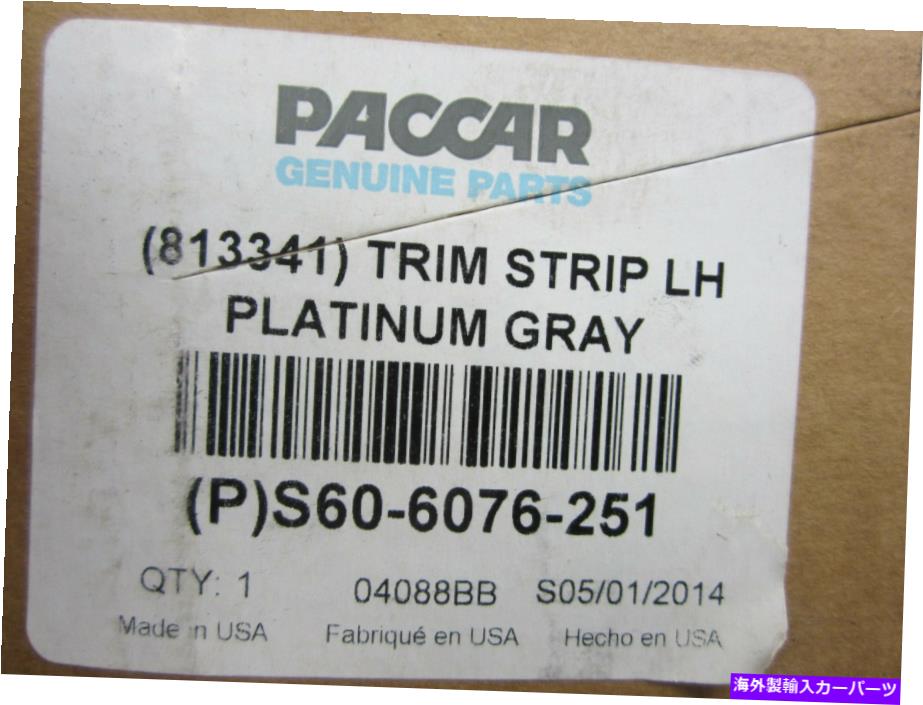 PACCAR
GENUINE PARTS
(813341) TRIM STRIP LH
PLATINUM GRAY
(P)S60-6076-251
QTY: 1 04088BB S05/01/2014
Made in USA Fabriqué en USA Hecho en USA
海外製輸入カーパーツ